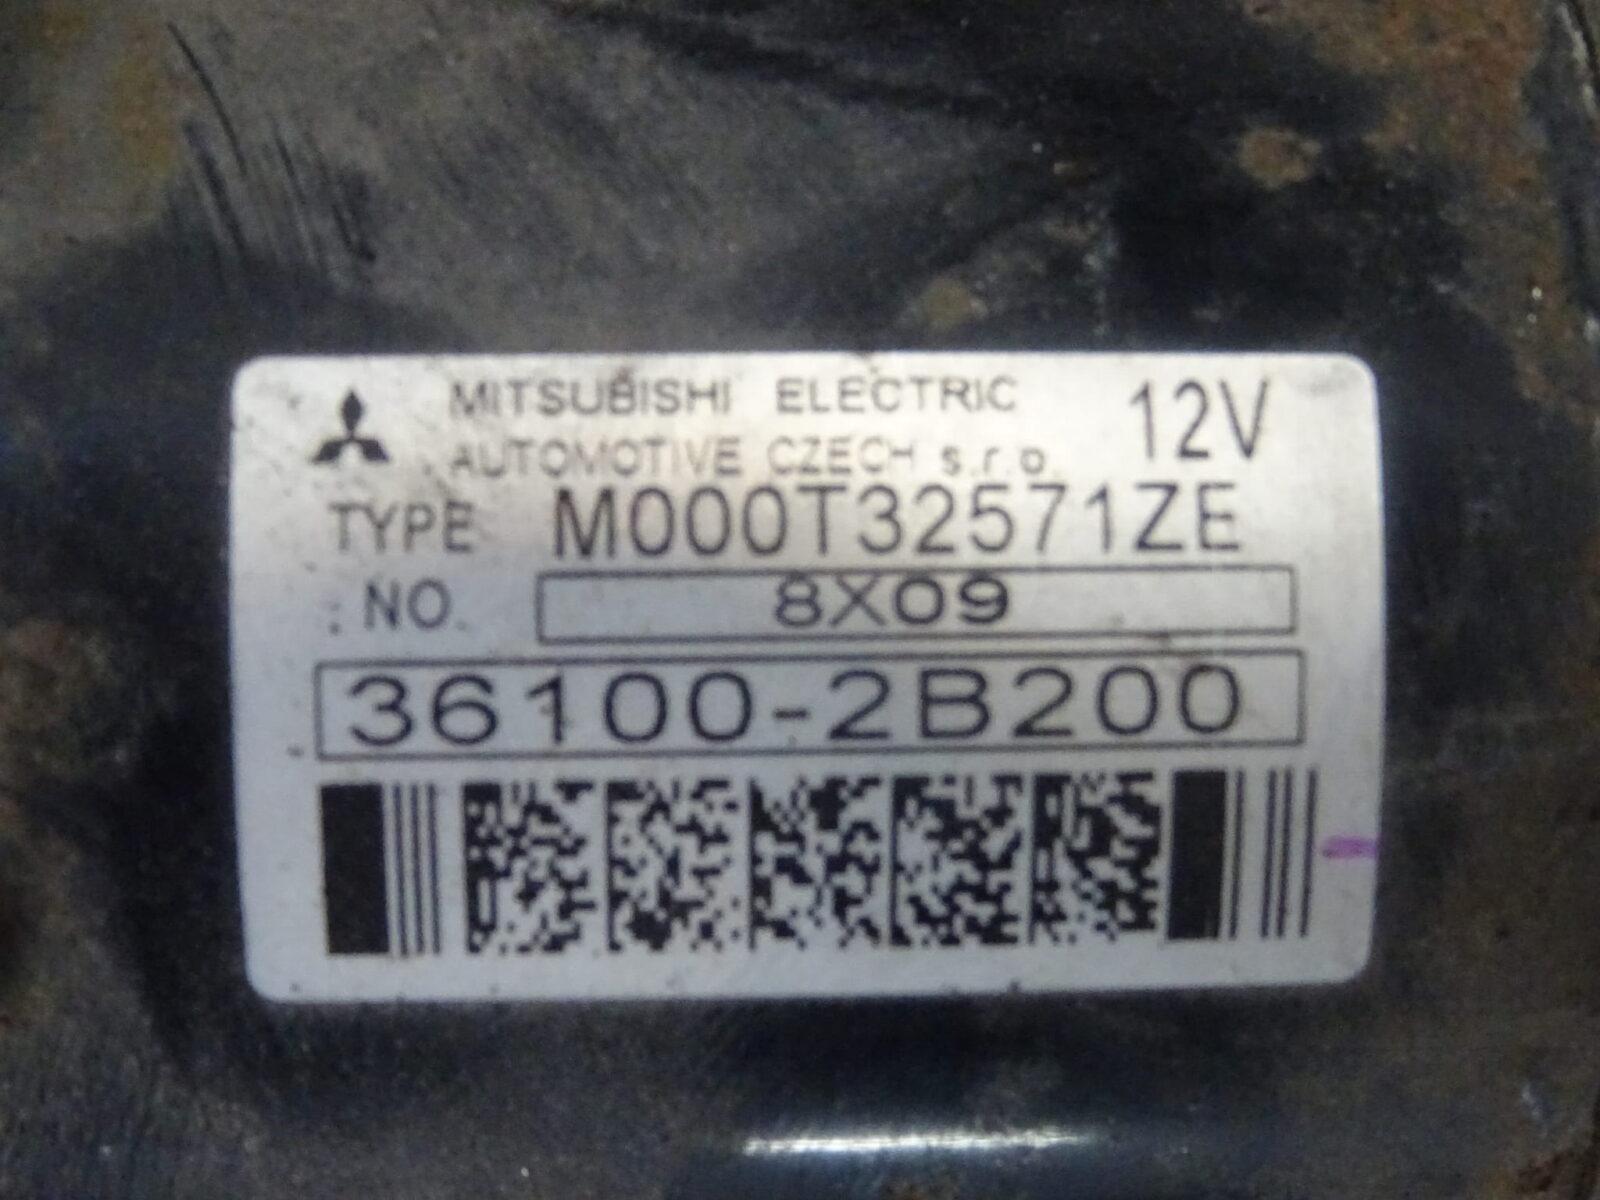 MITSUBISHI ELECTRIC 12V
AUTOMOTIVE CZECH s.r.o.
TYPE M000T32571ZE
NO. 8X09
36100-2B200